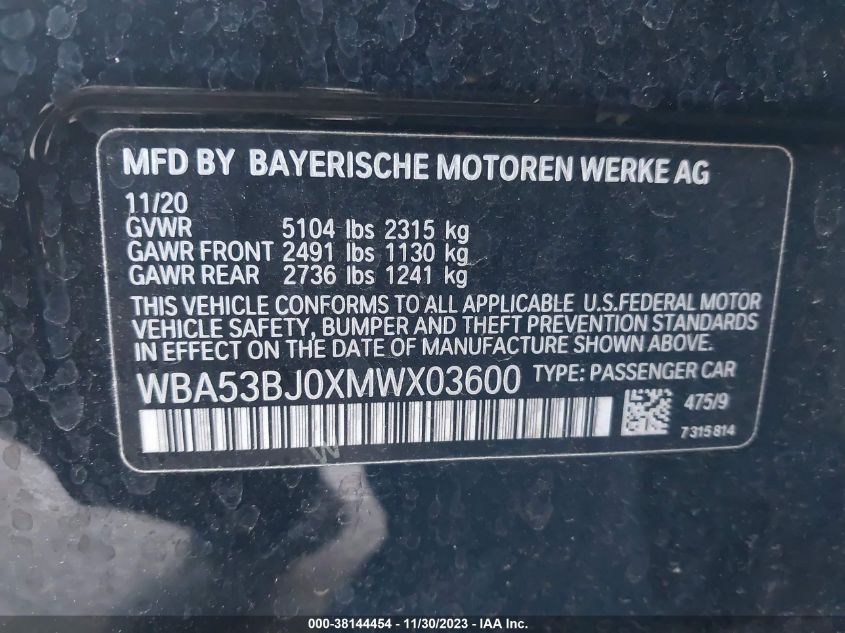 MFD BY BAYERISCHE MOTOREN WERKE AG
11/20
GVWR 5104 lbs 2315 kg
GAWR FRONT 2491 lbs 1130 kg
GAWR REAR 2736 lbs 1241 kg
THIS VEHICLE CONFORMS TO ALL APPLICABLE U.S.FEDERAL MOTOR
VEHICLE SAFETY, BUMPER AND THEFT PREVENTION STANDARDS
IN EFFECT ON THE DATE OF MANUFACTURE SHOWN ABOVE.
WBA53BJ0XMWX03600 TYPE: PASSENGER CAR
475/9
7315814
000-38144454 - 11/30/2023 - IAA Inc.